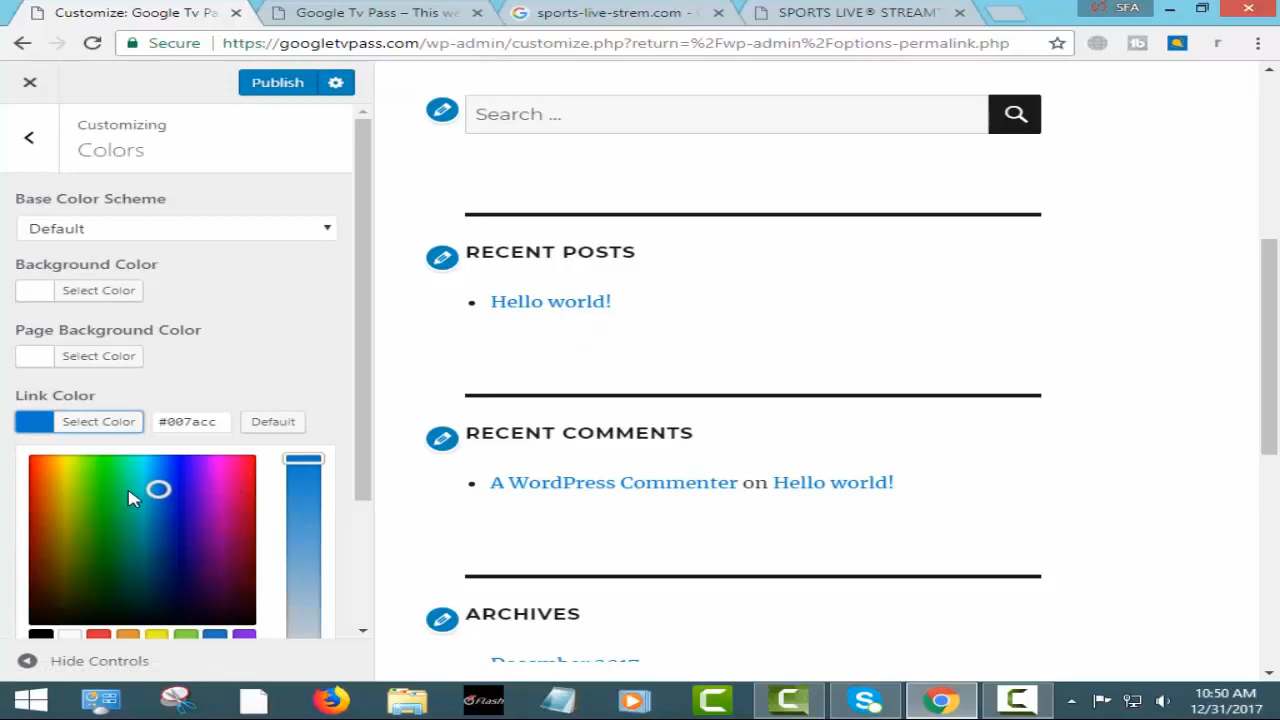 Customize: Google Tv Pa
Google Tv Pass – This we
sports-live-strem.com - G
SPORTS LIVE® STREAM
SFA
Secure
https://googletvpass.com/wp-admin/customize.php?return=%2Fwp-admin%2Foptions-permalink.php
Publish
Customizing
Colors
Base Color Scheme
Default
Background Color
Select Color
Page Background Color
Select Color
Link Color
Select Color
#007acc
Default
Hide Controls
Search ...
RECENT POSTS
Hello world!
RECENT COMMENTS
A WordPress Commenter on Hello world!
ARCHIVES
December 2017
Flash
10:50 AM
12/31/2017